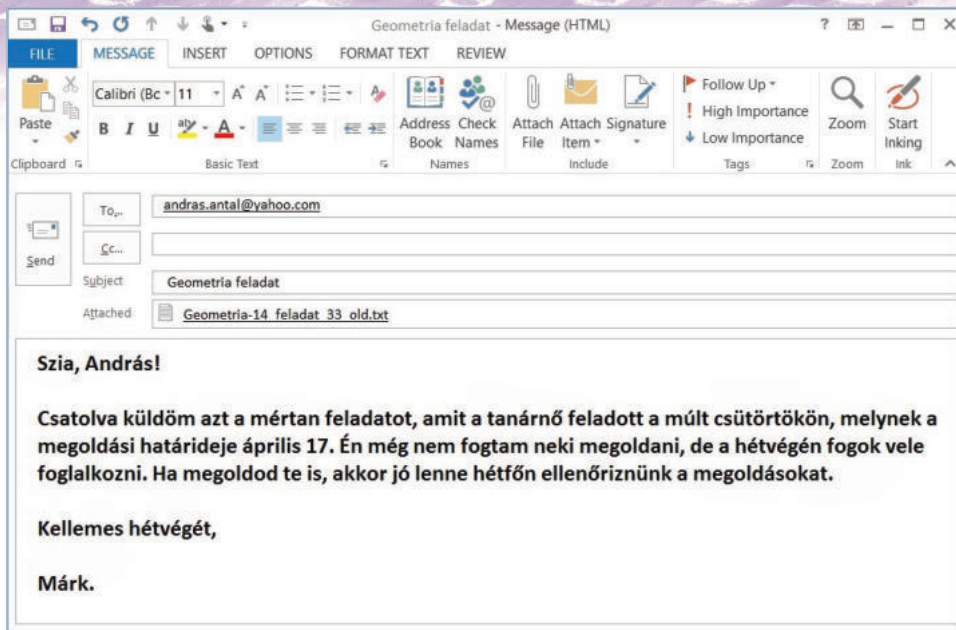 Geometria feladat - Message (HTML)
FILE MESSAGE INSERT OPTIONS FORMAT TEXT REVIEW
Paste
Clipboard
Calibri (Bc 11
B I U
Basic Text
Address Book
Check Names
Names
Attach File
Attach Item
Signature
Include
Follow Up
High Importance
Low Importance
Tags
Zoom
Zoom
Start Inking
Ink
Send
To...
andras.antal@yahoo.com
Cc...
Subject
Geometria feladat
Attached
Geometria-14_feladat_33_old.txt
Szia, András!
Csatolva küldöm azt a mértan feladatot, amit a tanárnő feladott a múlt csütörtökön, melynek a
megoldási határideje április 17. Én még nem fogtam neki megoldani, de a hétvégén fogok vele
foglalkozni. Ha megoldod te is, akkor jó lenne hétfőn ellenőriznünk a megoldásokat.
Kellemes hétvégét,
Márk.